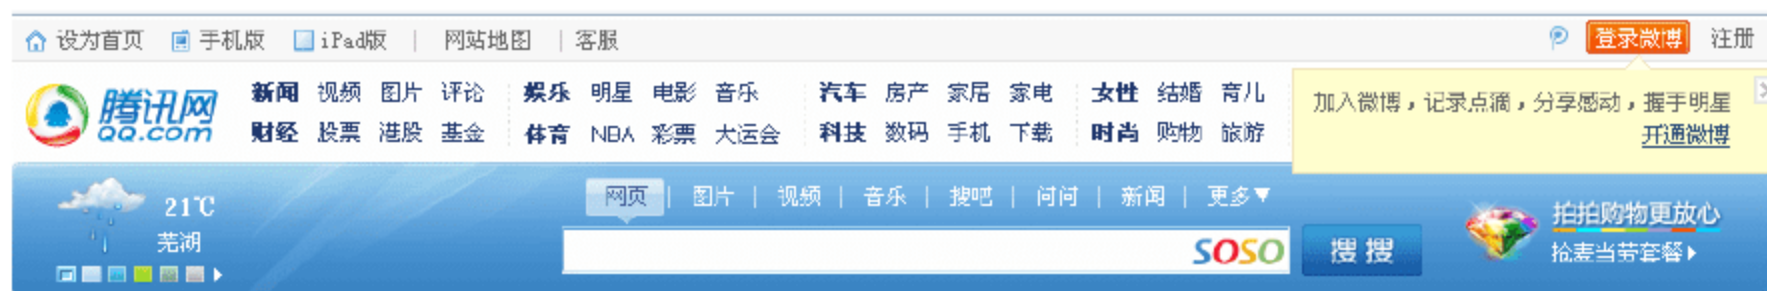 设为首页 手机版 iPad版 | 网站地图 | 客服 登录微博 注册
腾讯网 QQ.com
新闻 视频 图片 评论 娱乐 明星 电影 音乐 汽车 房产 家居 家电 女性 结婚 育儿
财经 股票 港股 基金 体育 NBA 彩票 大运会 科技 数码 手机 下载 时尚 购物 旅游
加入微博，记录点滴，分享感动，握手明星
开通微博
21℃
芜湖
网页 | 图片 | 视频 | 音乐 | 搜吧 | 问问 | 新闻 | 更多▼
SOSO 搜搜
拍拍购物更放心
抢麦当劳套餐